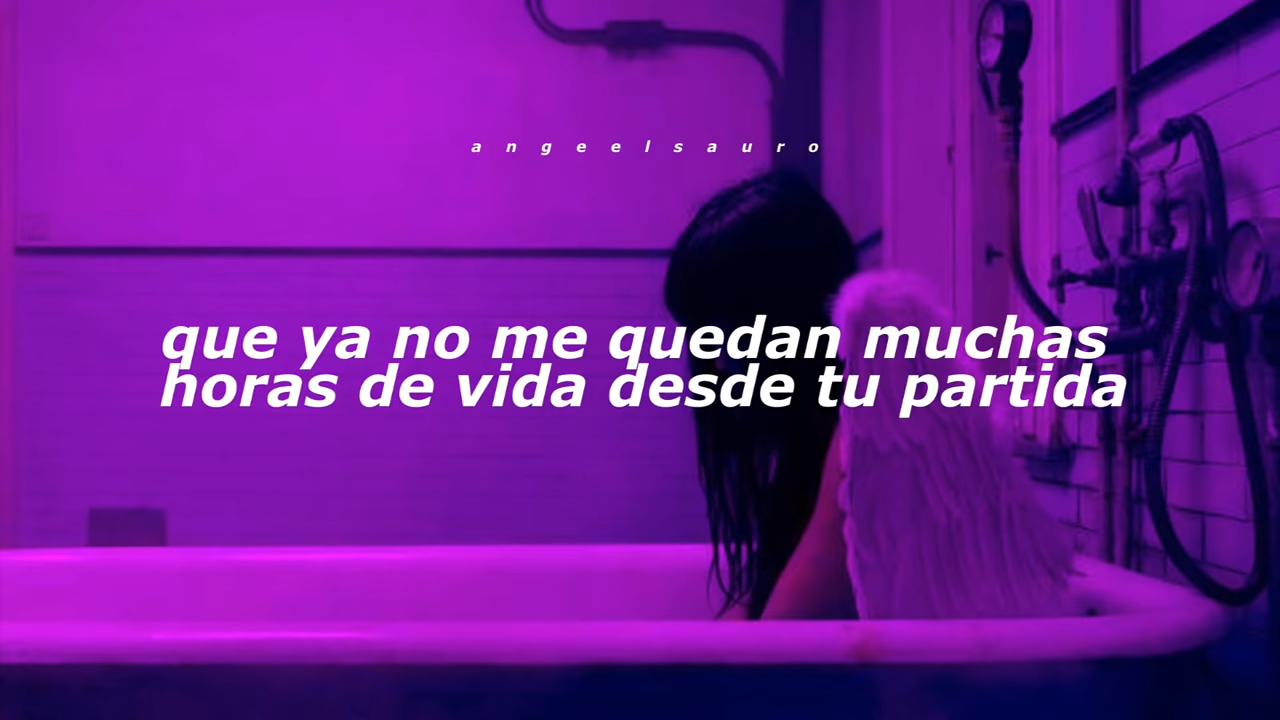 a n g e e l s a u r o
que ya no me quedan muchas
horas de vida desde tu partida